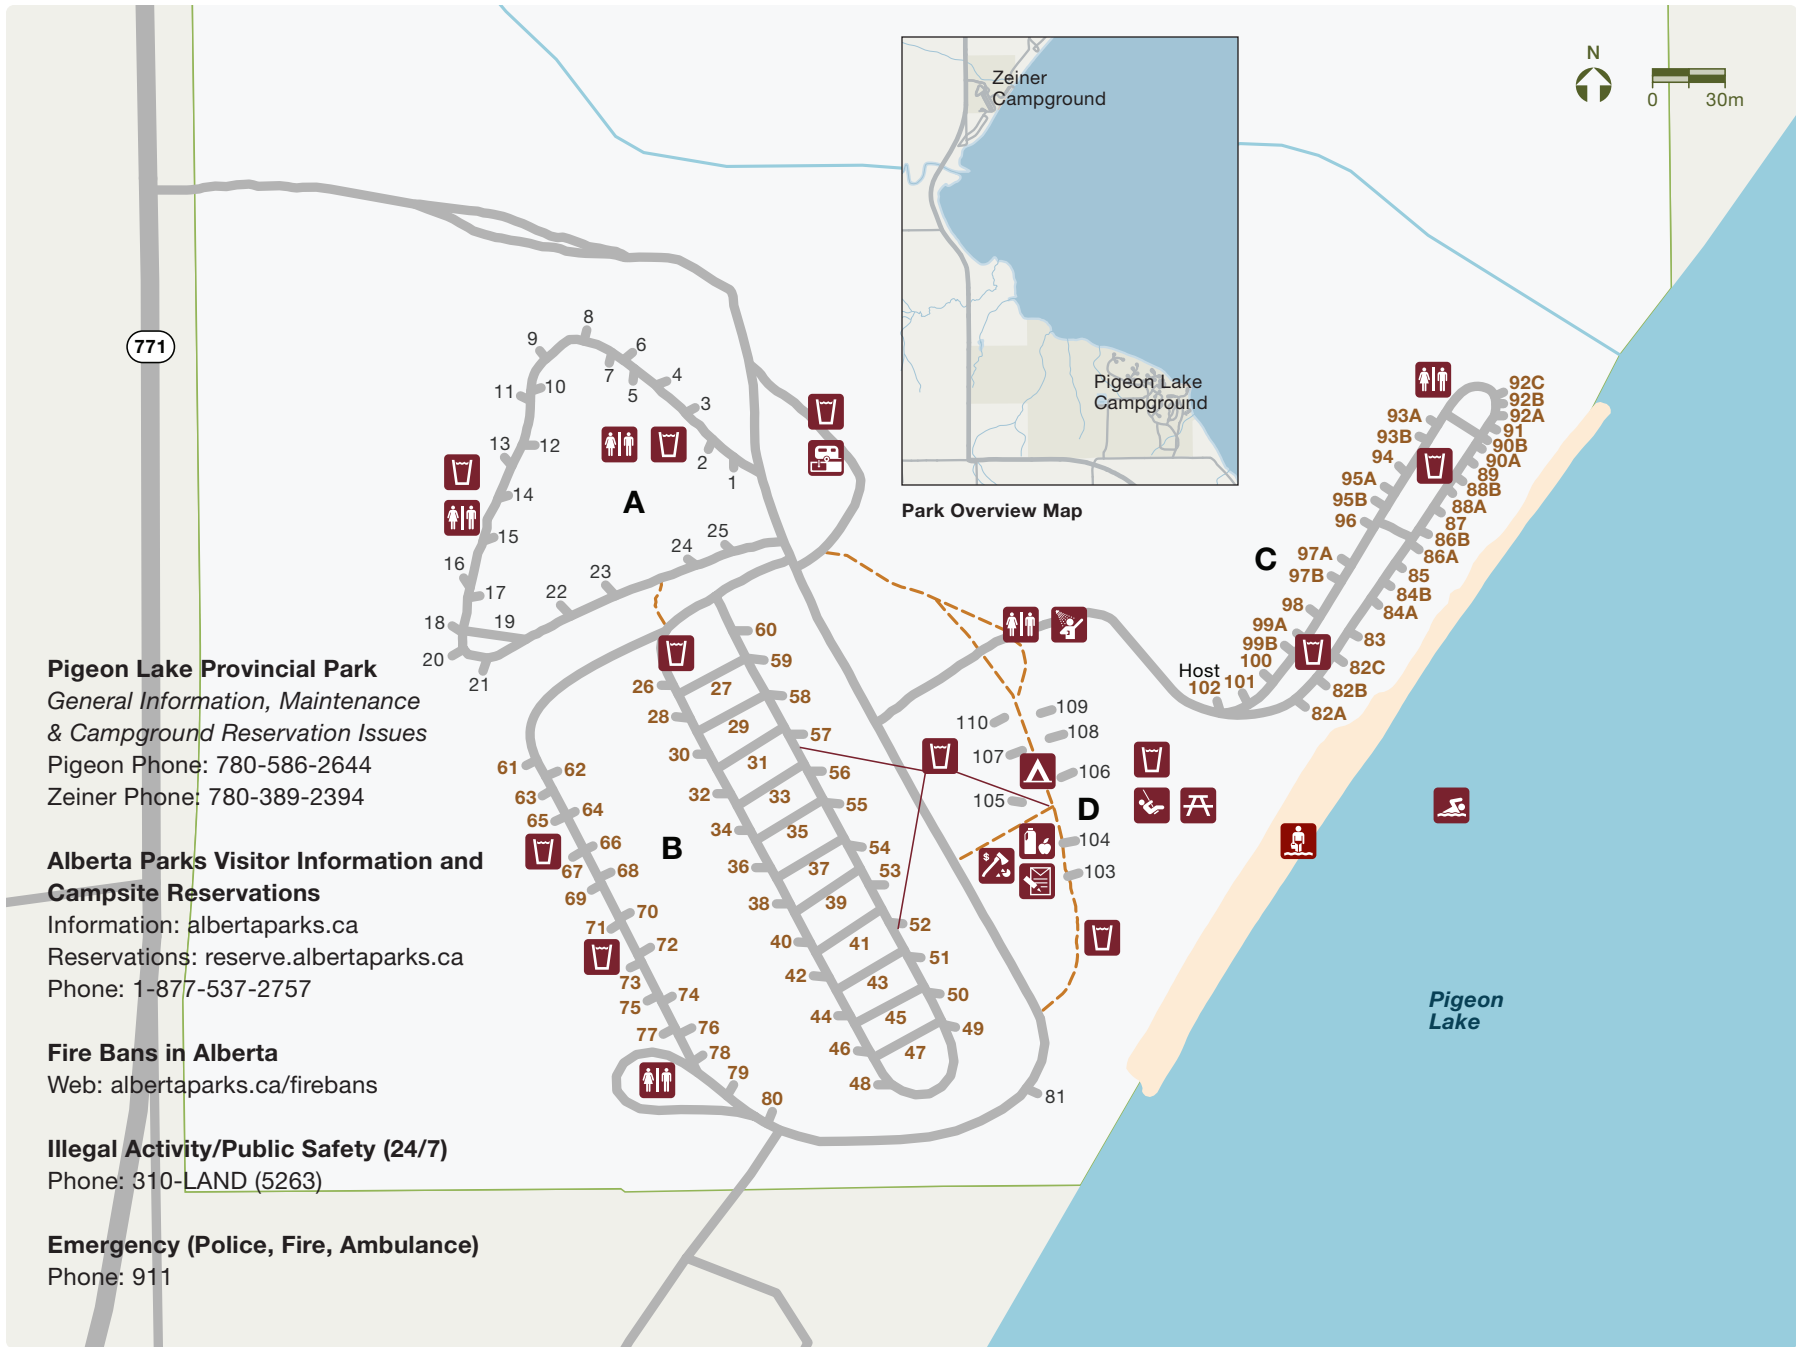 N
0 30m
Zeiner
Campground
Pigeon Lake
Campground
Park Overview Map
771
8
9
6
7
4
5
11
10
3
13
12
2
1
A
14
15
25
24
16
23
17
22
18
19
20
21
92C
92B
92A
93A
91
93B
90B
94
90A
89
95A
88B
95B
88A
96
87
86B
C
97A
86A
97B
85
84B
98
84A
99A
83
99B
100
82C
Host
102
101
82B
82A
60
59
26
27
58
28
29
57
30
31
56
32
33
55
34
35
54
36
37
53
38
39
52
40
41
51
42
43
50
44
45
49
46
47
48
B
61
62
63
64
65
66
67
68
69
70
71
72
73
74
75
76
77
78
79
80
81
109
110
108
107
106
105
D
104
103
$
Pigeon
Lake
Pigeon Lake Provincial Park
General Information, Maintenance
& Campground Reservation Issues
Pigeon Phone: 780-586-2644
Zeiner Phone: 780-389-2394
Alberta Parks Visitor Information and
Campsite Reservations
Information: albertaparks.ca
Reservations: reserve.albertaparks.ca
Phone: 1-877-537-2757
Fire Bans in Alberta
Web: albertaparks.ca/firebans
Illegal Activity/Public Safety (24/7)
Phone: 310-LAND (5263)
Emergency (Police, Fire, Ambulance)
Phone: 911